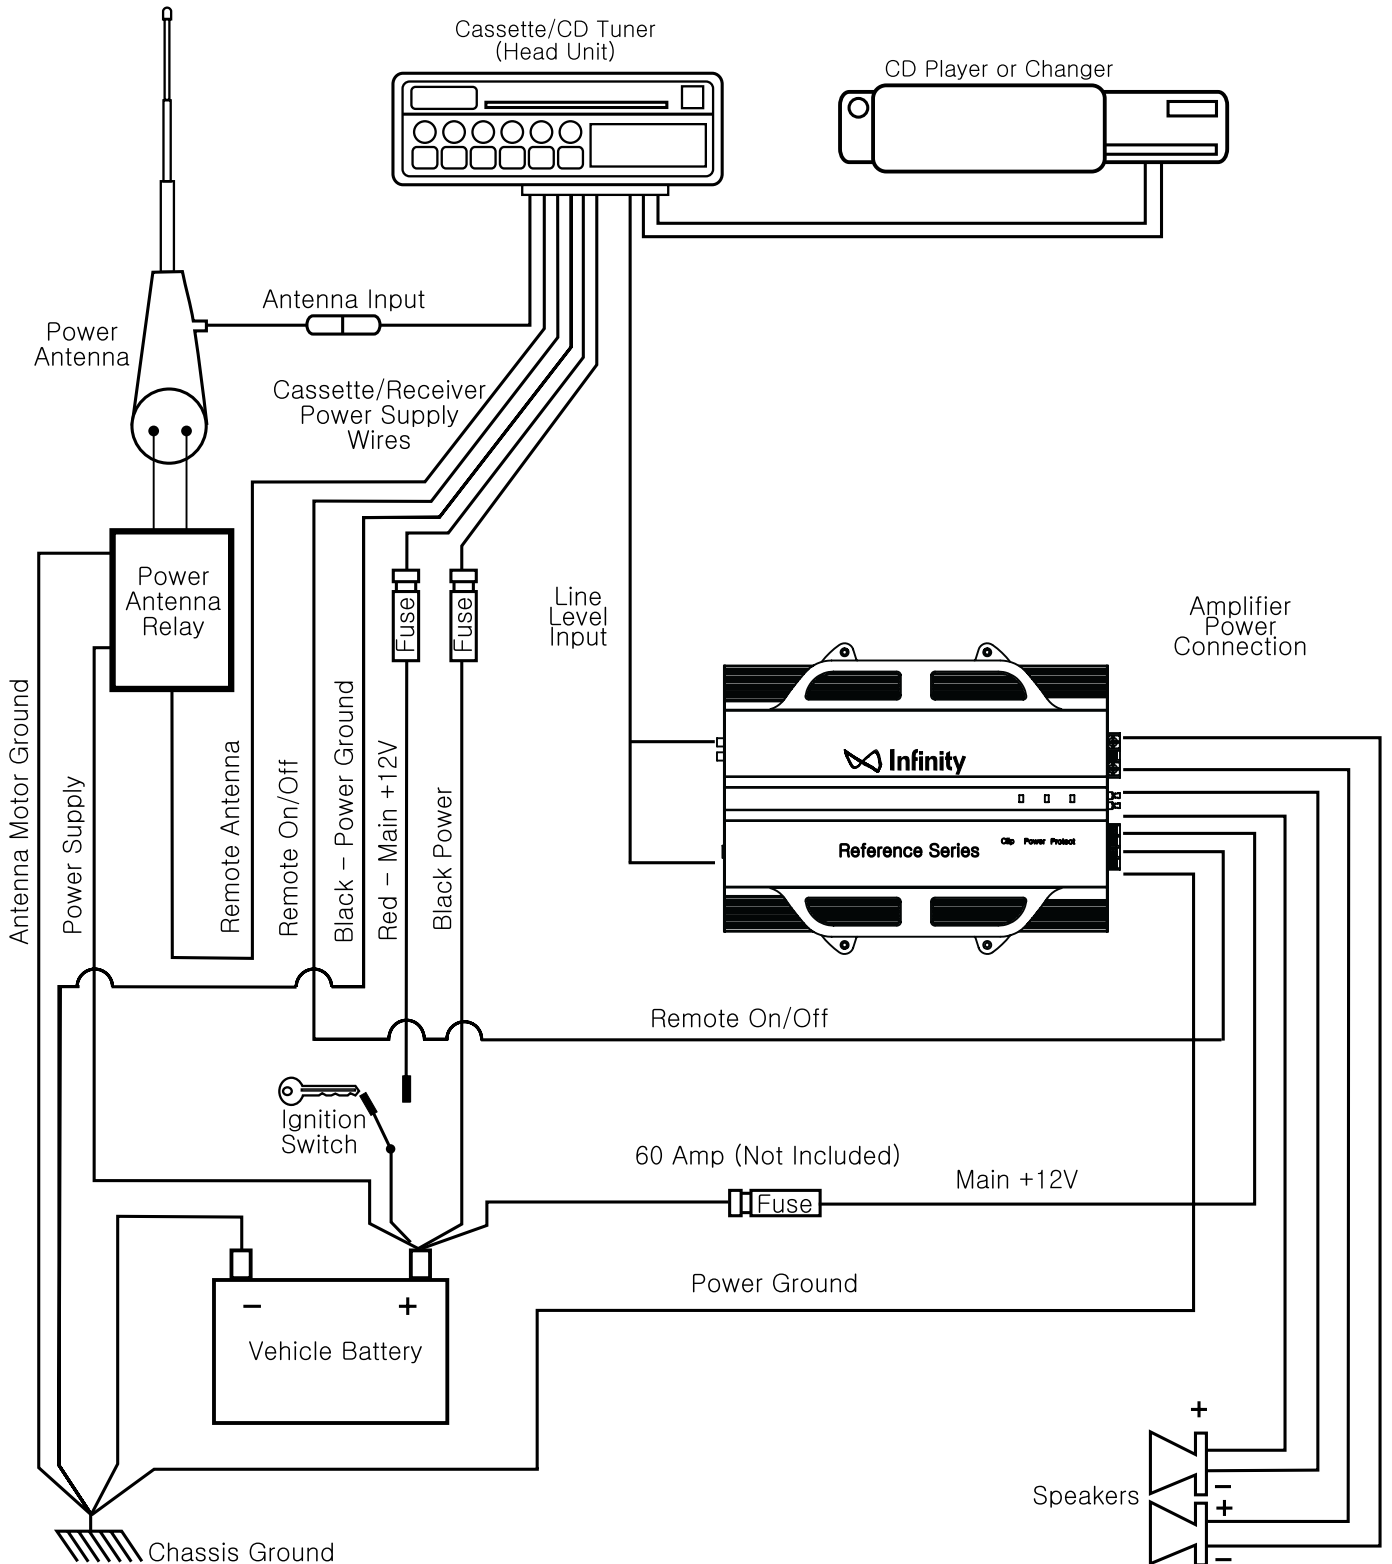 Cassette/CD Tuner
(Head Unit)
CD Player or Changer
Antenna Input
Power
Antenna
Cassette/Receiver
Power Supply
Wires
Power
Antenna
Relay
Fuse
Fuse
Line
Level
Input
Amplifier
Power
Connection
Antenna Motor Ground
Power Supply
Remote Antenna
Remote On/Off
Black – Power Ground
Red – Main +12V
Black Power
Infinity
Clip Power Protect
Reference Series
Remote On/Off
Ignition
Switch
60 Amp (Not Included)
Main +12V
Fuse
Power Ground
– +
Vehicle Battery
+
–
Speakers
+
–
Chassis Ground